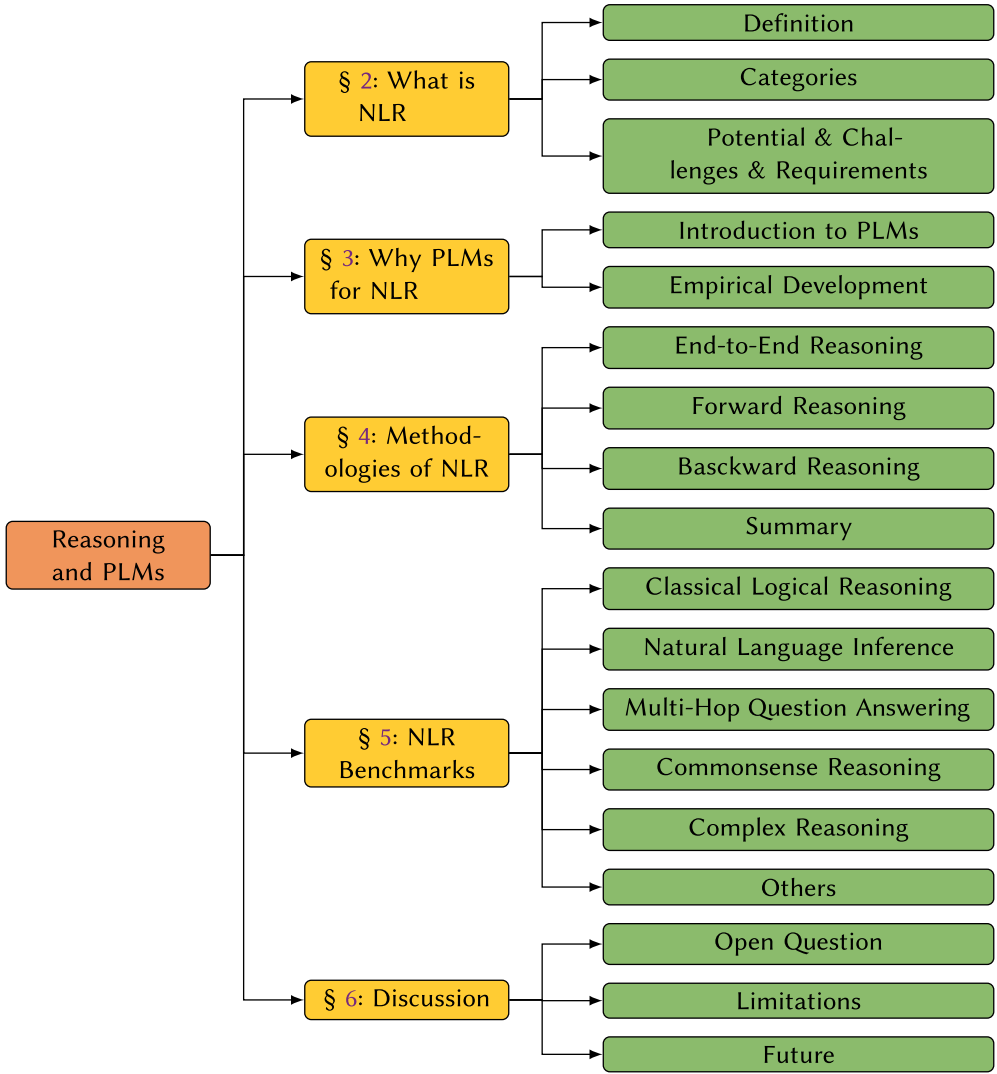 Reasoning
and PLMs
§ 2: What is
NLR
Definition
Categories
Potential & Chal-
lenges & Requirements
§ 3: Why PLMs
for NLR
Introduction to PLMs
Empirical Development
§ 4: Method-
ologies of NLR
End-to-End Reasoning
Forward Reasoning
Basckward Reasoning
Summary
§ 5: NLR
Benchmarks
Classical Logical Reasoning
Natural Language Inference
Multi-Hop Question Answering
Commonsense Reasoning
Complex Reasoning
Others
§ 6: Discussion
Open Question
Limitations
Future